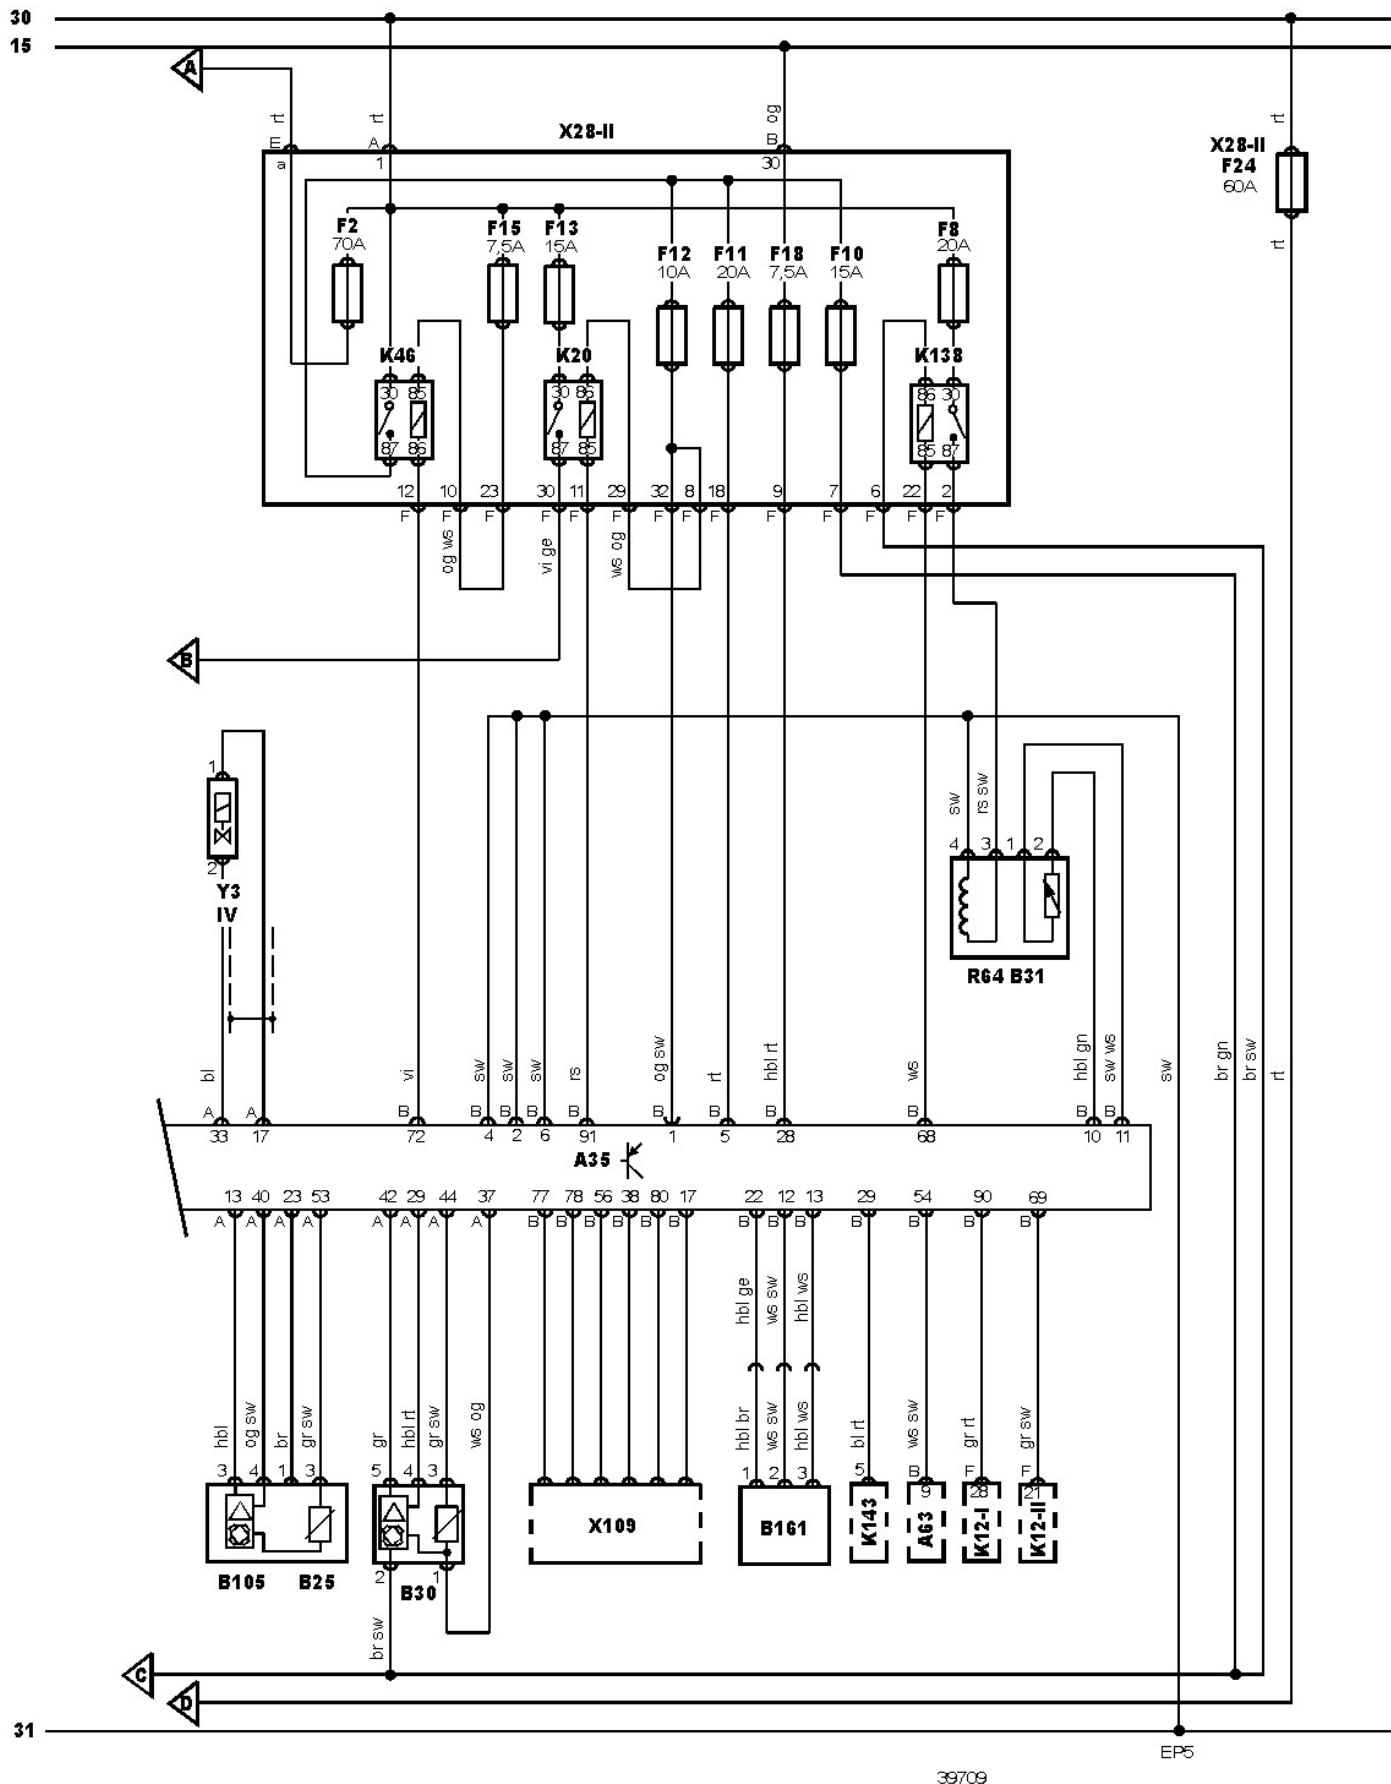 30
15
A
rt rt og rt
E A X28-II B X28-II
a 1 30 F24
60A
rt
F2 F15 F13 F8
70A 7,5A 15A 20A
F12 F11 F18 F10
10A 20A 7,5A 15A
K46 K20 K138
30 85 30 86 86 30
87 86 87 85 85 87
12 10 23 30 11 29 32 8 18 9 7 6 22 2
F F F F F F F F F F F F F F
og ws vi ge ws og
B
1
2
Y3
IV
sw rs sw
4 3 1 2
R64 B31
bl vi sw sw sw rs og sw rt hbl rt ws hbl gn sw ws sw br gn br sw rt
A A B B B B B B B B B B B
33 17 72 4 2 6 91 1 5 28 68 10 11
A35
13 40 23 53 42 29 44 37 77 78 56 38 80 17 22 12 13 29 54 90 69
A A A A A A A A B B B B B B B B B B B B B
hbl ge ws sw hbl ws
hbl og sw br gr sw gr hbl rt gr sw ws og hbl br ws sw hbl ws bl rt ws sw gr rt gr sw
3 4 1 3 5 4 3 1 2 3 5 B F F
9 28 21
X109 B161 K143 A63 K12-I K12-II
B105 B25 2 B30 1
br sw
C
D
31
EP5
39709